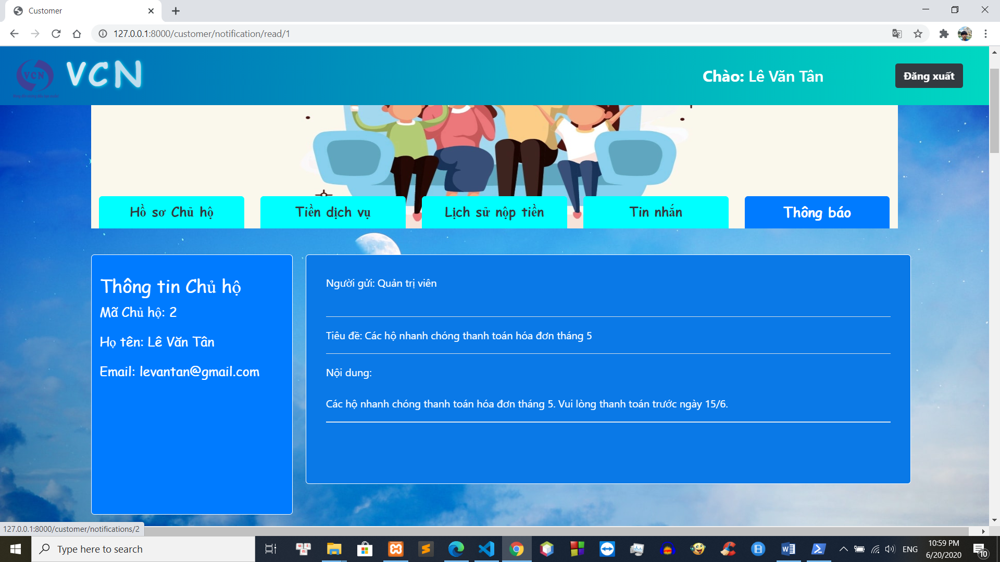 Customer
127.0.0.1:8000/customer/notification/read/1
VCN
VCN
Chào: Lê Văn Tân
Đăng xuất
Hồ sơ Chủ hộ
Tiền dịch vụ
Lịch sử nộp tiền
Tin nhắn
Thông báo
Thông tin Chủ hộ
Mã Chủ hộ: 2
Họ tên: Lê Văn Tân
Email: levantan@gmail.com
Người gửi: Quản trị viên
Tiêu đề: Các hộ nhanh chóng thanh toán hóa đơn tháng 5
Nội dung:
Các hộ nhanh chóng thanh toán hóa đơn tháng 5. Vui lòng thanh toán trước ngày 15/6.
127.0.0.1:8000/customer/notifications/2
Type here to search
ENG
10:59 PM
6/20/2020
10